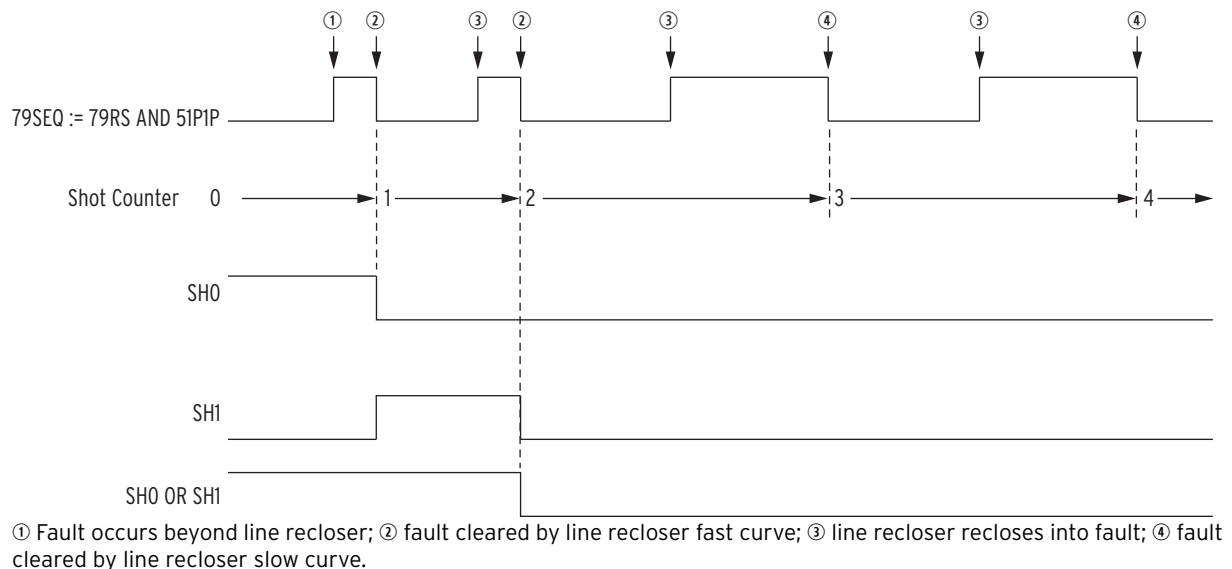 ① ② ③ ② ③ ④ ③ ④
79SEQ := 79RS AND 51P1P
Shot Counter 0 1 2 3 4
SH0
SH1
SH0 OR SH1
① Fault occurs beyond line recloser; ② fault cleared by line recloser fast curve; ③ line recloser recloses into fault; ④ fault
cleared by line recloser slow curve.